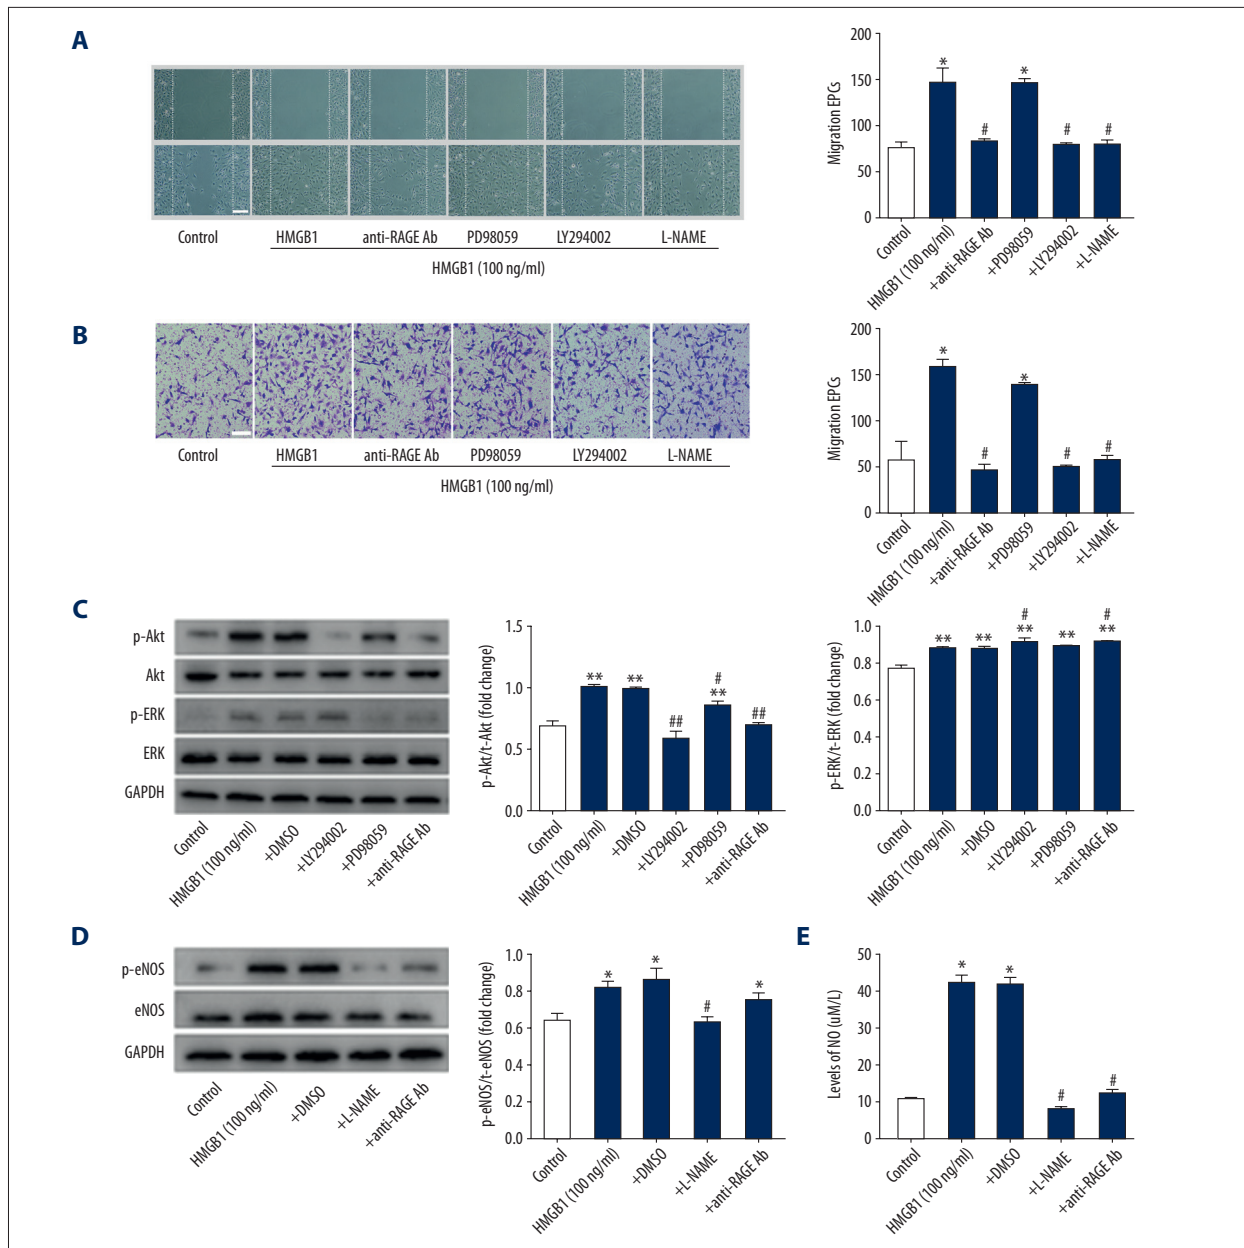 A
Control
HMGB1
anti-RAGE Ab
PD98059
LY294002
L-NAME
HMGB1 (100 ng/ml)
Migration EPCs
200
150
100
50
0
*
#
*
#
#
Control
HMGB1 (100 ng/ml)
+anti-RAGE Ab
+PD98059
+LY294002
+L-NAME
B
Control
HMGB1
anti-RAGE Ab
PD98059
LY294002
L-NAME
HMGB1 (100 ng/ml)
Migration EPCs
200
150
100
50
0
*
#
*
#
#
Control
HMGB1 (100 ng/ml)
+anti-RAGE Ab
+PD98059
+LY294002
+L-NAME
C
p-Akt
Akt
p-ERK
ERK
GAPDH
Control
HMGB1 (100 ng/ml)
+DMSO
+LY294002
+PD98059
+anti-RAGE Ab
p-Akt/t-Akt (fold change)
1.5
1.0
0.5
0.0
**
**
##
#
**
##
Control
HMGB1 (100 ng/ml)
+DMSO
+LY294002
+PD98059
+anti-RAGE Ab
p-ERK/t-ERK (fold change)
1.0
0.8
0.6
0.4
0.2
0.0
**
**
#
**
**
#
**
Control
HMGB1 (100 ng/ml)
+DMSO
+LY294002
+PD98059
+anti-RAGE Ab
D
p-eNOS
eNOS
GAPDH
Control
HMGB1 (100 ng/ml)
+DMSO
+L-NAME
+anti-RAGE Ab
p-eNOS/t-eNOS (fold change)
1.0
0.8
0.6
0.4
0.2
0.0
*
*
#
*
Control
HMGB1 (100 ng/ml)
+DMSO
+L-NAME
+anti-RAGE Ab
E
Levels of NO (uM/L)
50
40
30
20
10
0
*
*
#
#
Control
HMGB1 (100 ng/ml)
+DMSO
+L-NAME
+anti-RAGE Ab